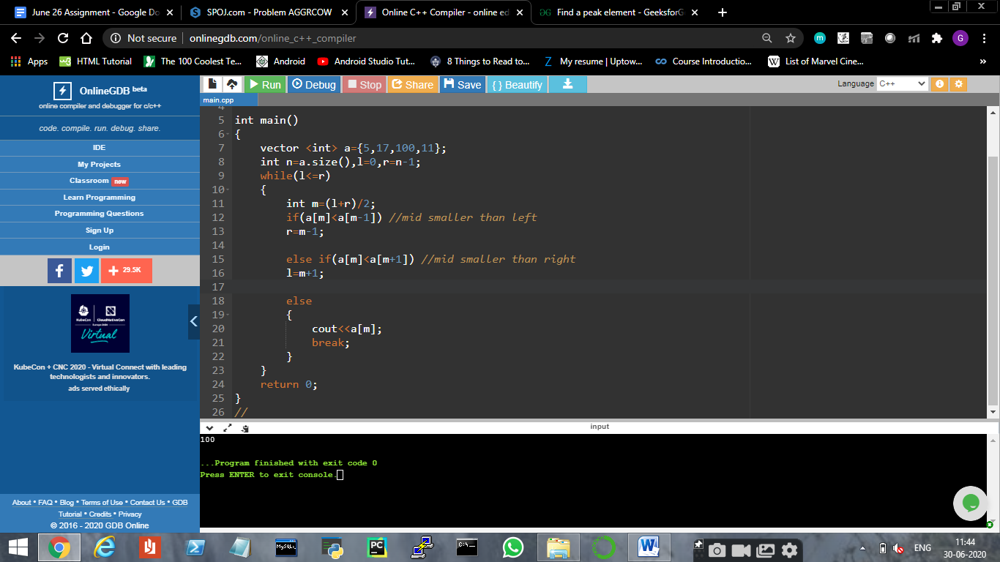 June 26 Assignment - Google Do
SPOJ.com - Problem AGGRCOW
Online C++ Compiler - online ed
Find a peak element - GeeksforG
Not secure | onlinegdb.com/online_c++_compiler
G
Apps
HTML Tutorial
The 100 Coolest Te...
Android
Android Studio Tut...
8 Things to Read to...
My resume | Uptow...
Course Introductio...
List of Marvel Cine...
OnlineGDB beta
online compiler and debugger for c/c++
code. compile. run. debug. share.
IDE
My Projects
Classroom new
Learn Programming
Programming Questions
Sign Up
Login
29.5K
KubeCon | CloudNativeCon
Europe 2020
Virtual
KubeCon + CNC 2020 - Virtual Connect with leading
technologists and innovators.
ads served ethically
About • FAQ • Blog • Terms of Use • Contact Us • GDB
Tutorial • Credits • Privacy
© 2016 - 2020 GDB Online
Run Debug Stop Share Save { } Beautify
Language C++
main.cpp
4
5 int main()
6 {
7 vector <int> a={5,17,100,11};
8 int n=a.size(),l=0,r=n-1;
9 while(l<=r)
10 {
11 int m=(l+r)/2;
12 if(a[m]<a[m-1]) //mid smaller than left
13 r=m-1;
14
15 else if(a[m]<a[m+1]) //mid smaller than right
16 l=m+1;
17
18 else
19 {
20 cout<<a[m];
21 break;
22 }
23 }
24 return 0;
25 }
26 //
input
100
...Program finished with exit code 0
Press ENTER to exit console.
MySQL
PC
C:\
W
ENG
11:44
30-06-2020